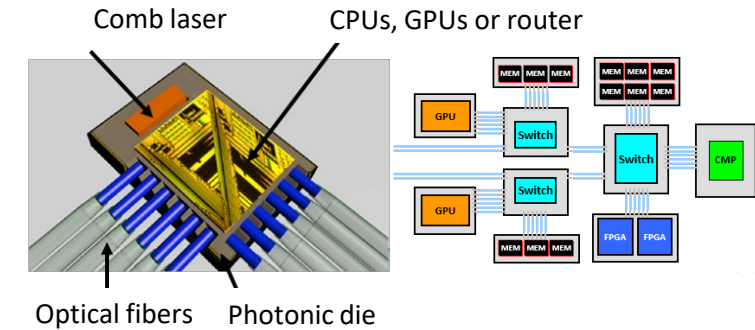 Comb laser
CPUs, GPUs or router
MEM MEM MEM
MEM MEM MEM
MEM MEM MEM
GPU
Switch
Switch
CMP
GPU
Switch
FPGA FPGA
MEM MEM MEM
Optical fibers
Photonic die